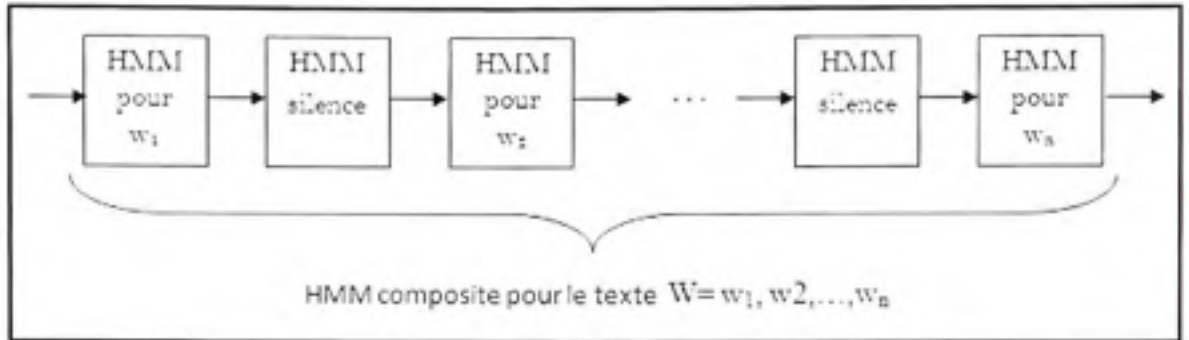 HMM
pour
w₁
HMM
silence
HMM
pour
w₂
...
HMM
silence
HMM
pour
wₙ
HMM composite pour le texte W= w₁, w2,...,wₙ